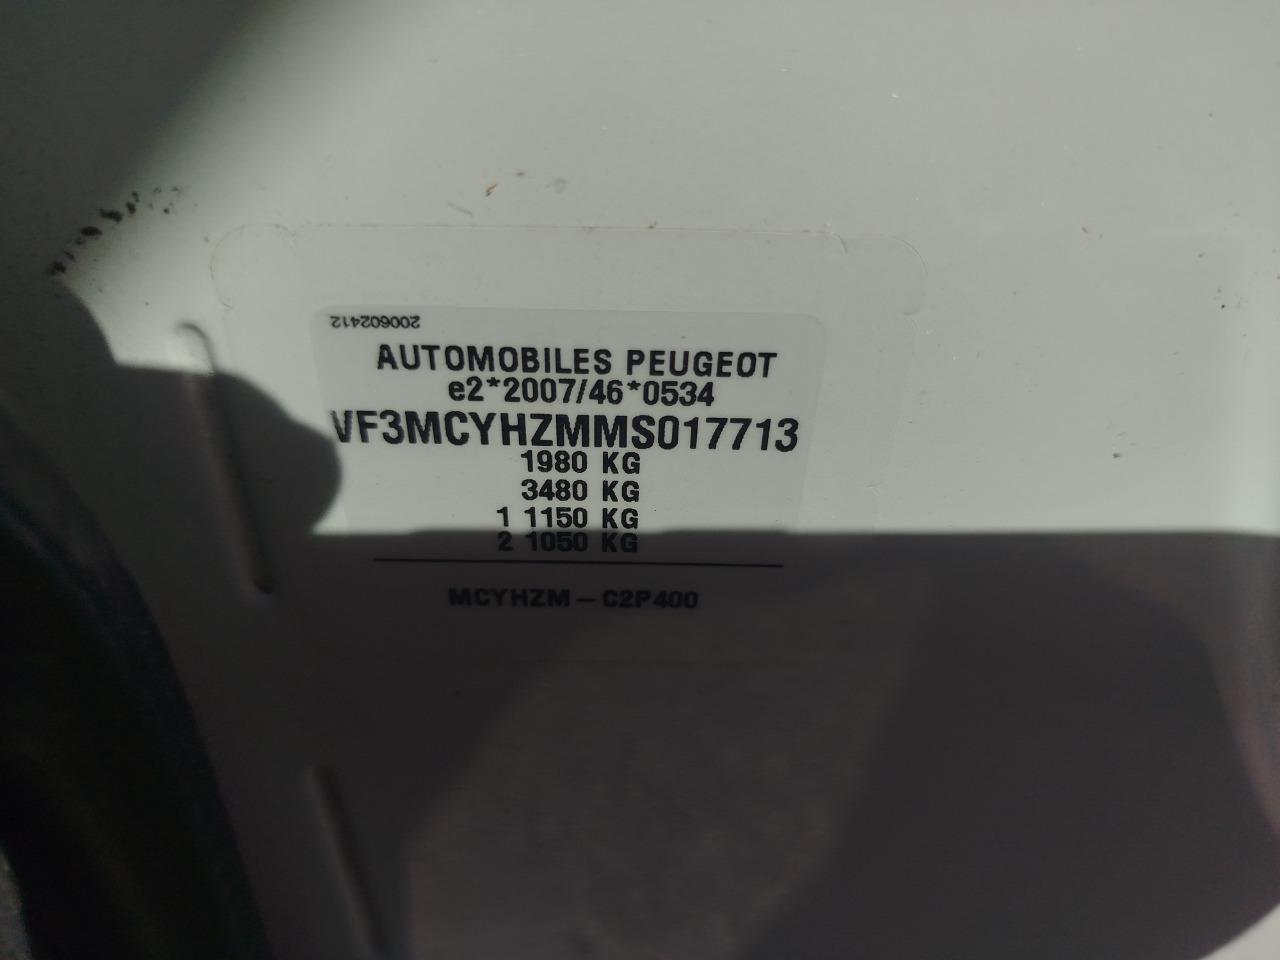 200602412
AUTOMOBILES PEUGEOT
e2*2007/46*0534
VF3MCYHZMMS017713
1980 KG
3480 KG
1 1150 KG
2 1050 KG
MCYHZM – C2P400